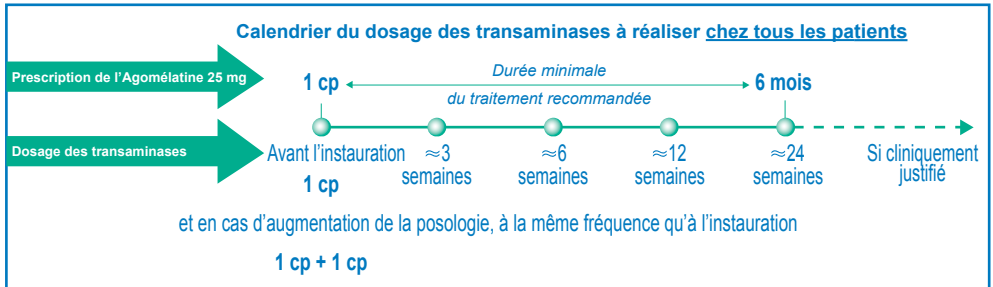 Calendrier du dosage des transaminases à réaliser chez tous les patients
Prescription de l'Agomélatine 25 mg
1 cp
Durée minimale
du traitement recommandée
6 mois
Dosage des transaminases
Avant l'instauration
1 cp
≈3
semaines
≈6
semaines
≈12
semaines
≈24
semaines
Si cliniquement
justifié
et en cas d'augmentation de la posologie, à la même fréquence qu'à l'instauration
1 cp + 1 cp